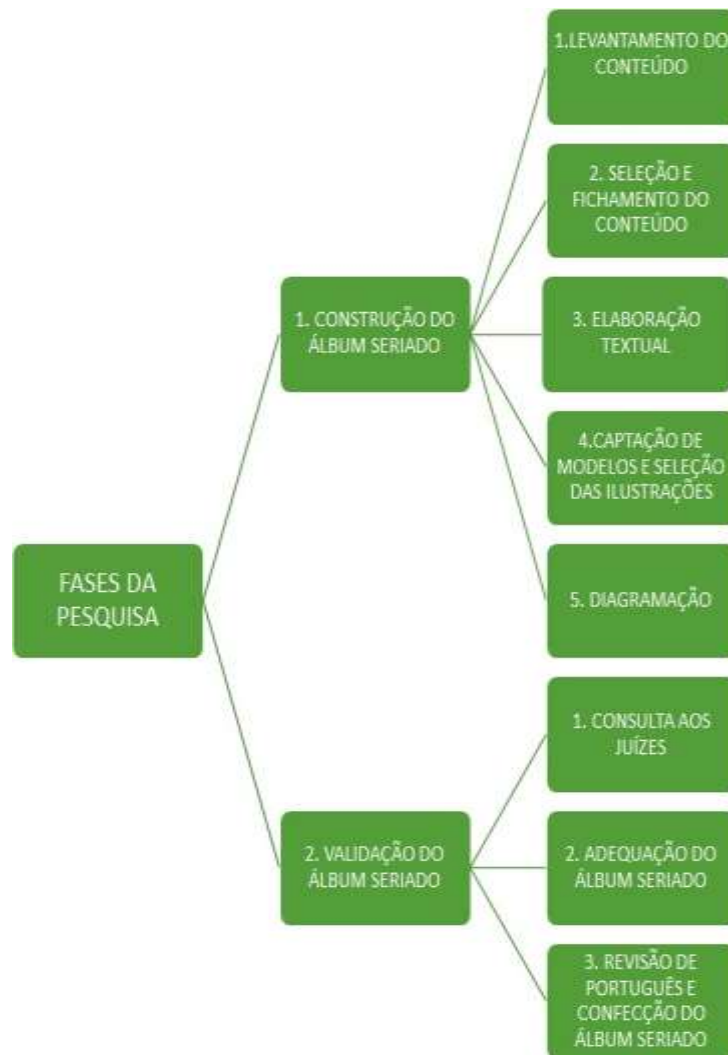 FASES DA
PESQUISA
1. CONSTRUÇÃO DO
ÁLBUM SERIADO
1.LEVANTAMENTO DO
CONTEÚDO
2. SELEÇÃO E
FICHAMENTO DO
CONTEÚDO
3. ELABORAÇÃO
TEXTUAL
4.CAPTAÇÃO DE
MODELOS E SELEÇÃO
DAS ILUSTRAÇÕES
5. DIAGRAMAÇÃO
2. VALIDAÇÃO DO
ÁLBUM SERIADO
1. CONSULTA AOS
JUÍZES
2. ADEQUAÇÃO DO
ÁLBUM SERIADO
3. REVISÃO DE
PORTUGUÊS E
CONFECÇÃO DO
ÁLBUM SERIADO